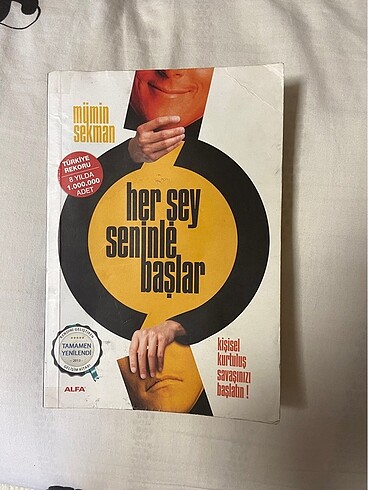 mümin
sekman
TÜRKİYE
REKORU
8 YILDA
1.000.000
ADET
her şey
seninle
başlar
TAMAMEN
YENİLENDİ
2013
kişisel
kurtuluş
savaşınızı
başlatın !
ALFA